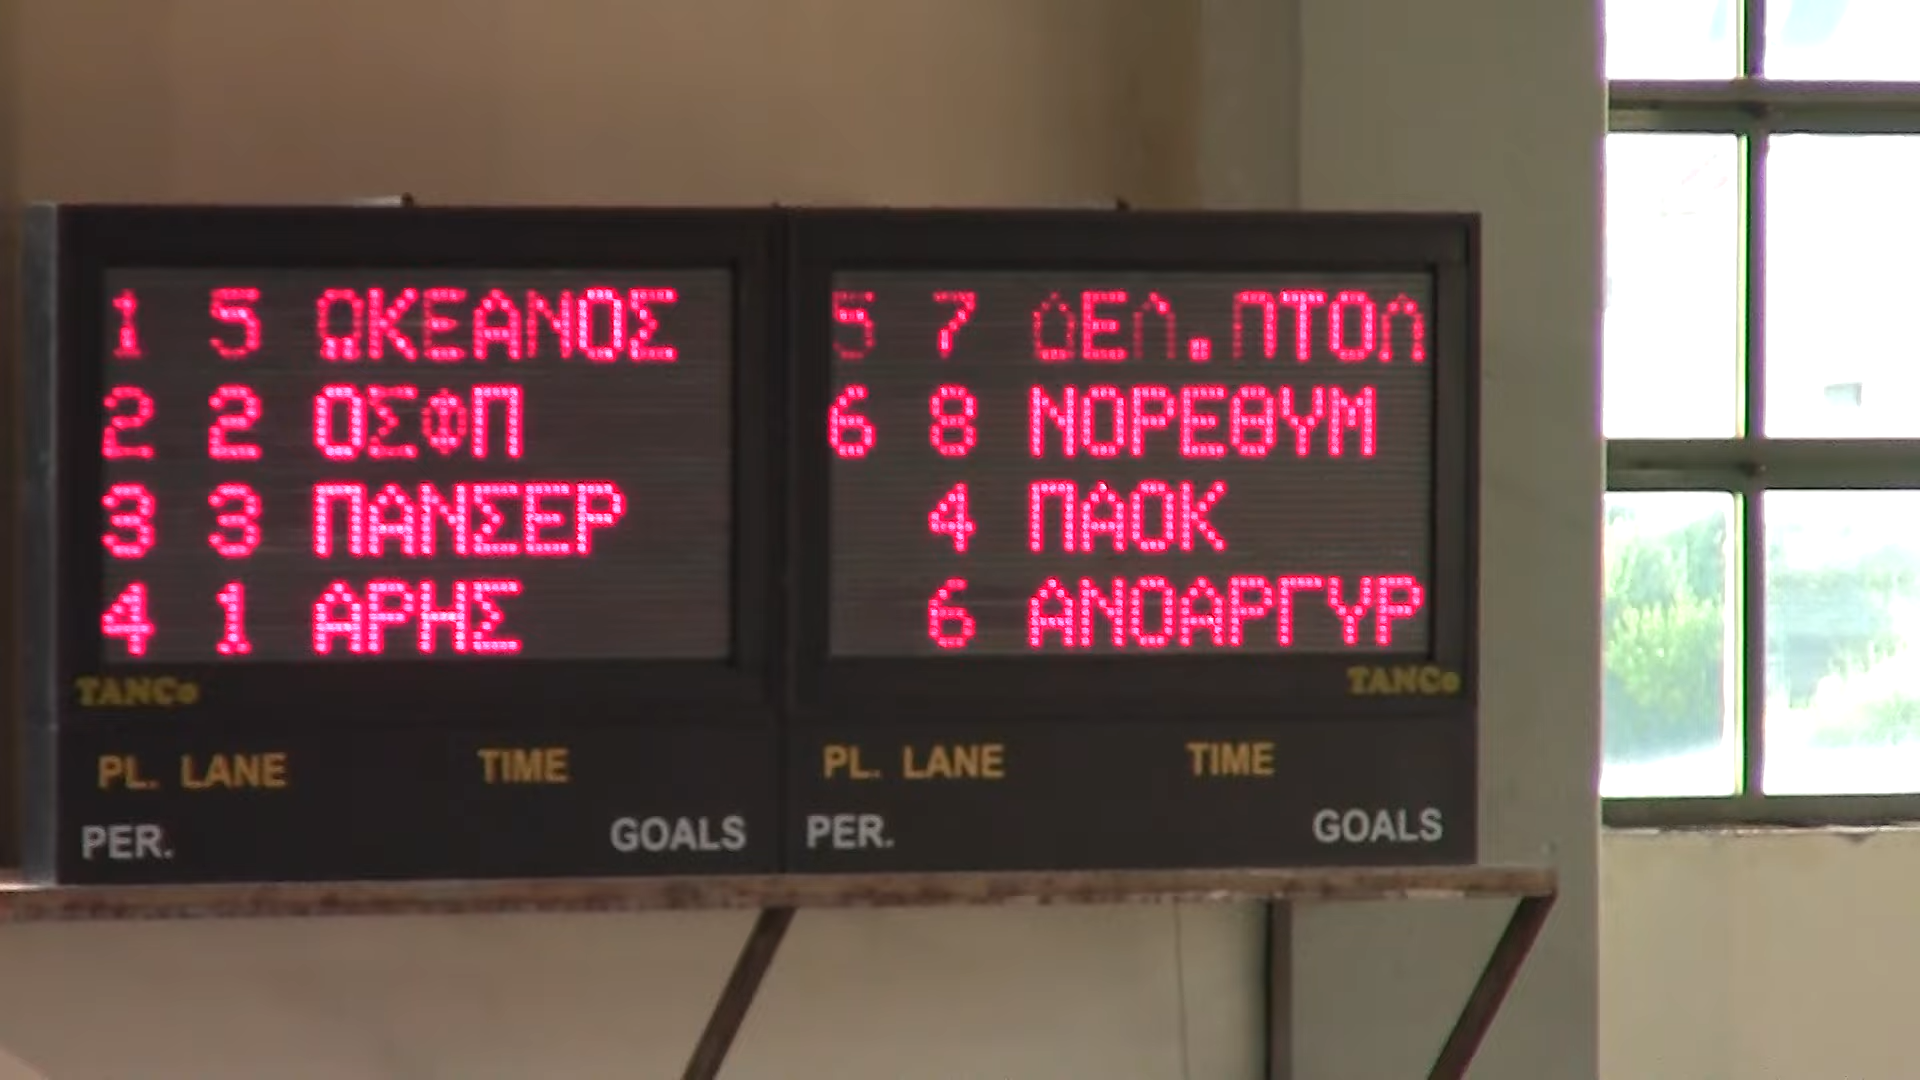 1 5 ΩΚΕΑΝΟΣ
2 2 ΟΣΦΠ
3 3 ΠΑΝΣΕΡ
4 1 ΑΡΗΣ
TANCo
PL. LANE TIME
PER. GOALS
5 7 ΔΕΛ.ΠΤΟΛ
6 8 ΝΟΡΕΘΥΜ
4 ΠΑΟΚ
6 ΑΝΟΑΡΓΥΡ
TANCo
PL. LANE TIME
PER. GOALS